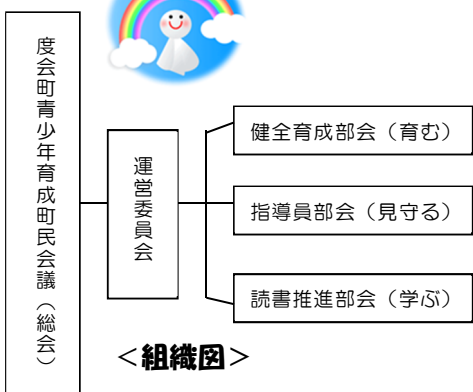 度会町青少年育成町民会議（総会）
運営委員会
健全育成部会（育む）
指導員部会（見守る）
読書推進部会（学ぶ）
＜組織図＞